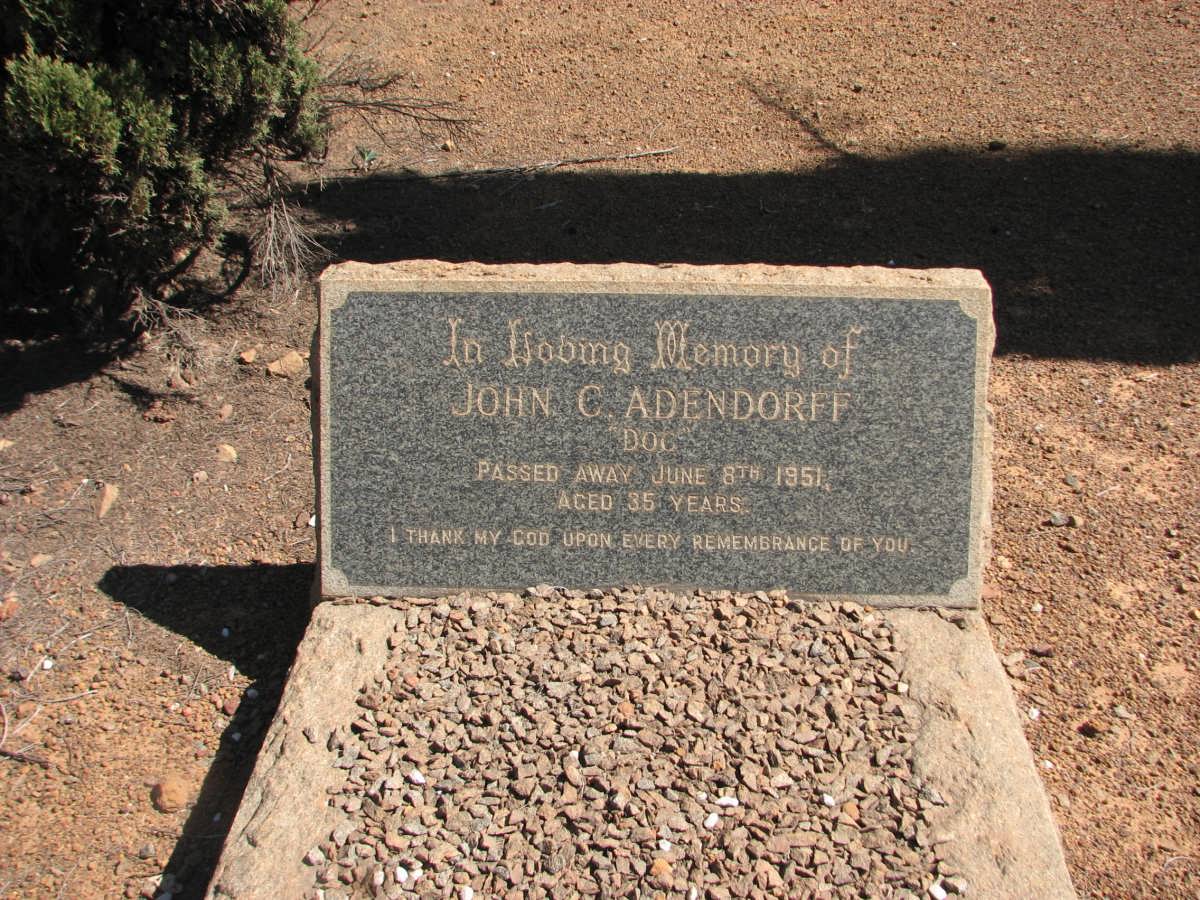 In Loving Memory of
JOHN C. ADENDORFF
"DOC"
PASSED AWAY JUNE 8TH 1951,
AGED 35 YEARS.
I THANK MY GOD UPON EVERY REMEMBRANCE OF YOU.